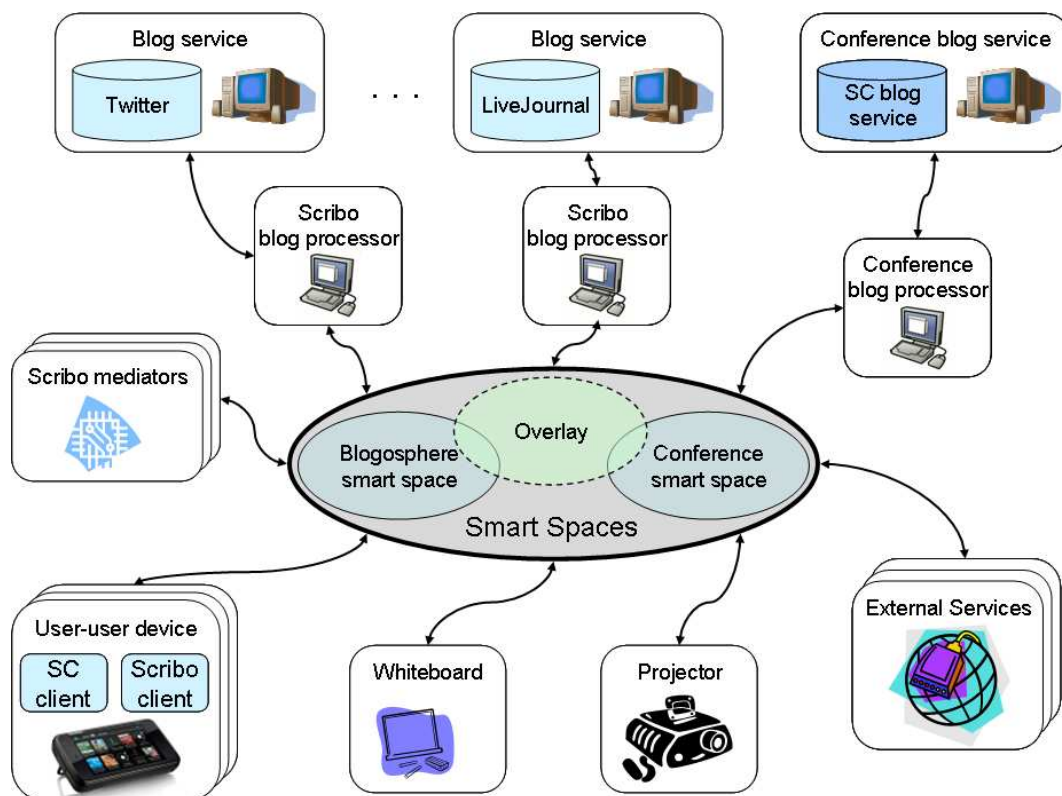 Blog service
Twitter
. . .
Blog service
LiveJournal
Conference blog service
SC blog
service
Scribo
blog processor
Scribo
blog processor
Conference
blog processor
Scribo mediators
Overlay
Blogosphere
smart space
Conference
smart space
Smart Spaces
User-user device
SC
client
Scribo
client
Whiteboard
Projector
External Services